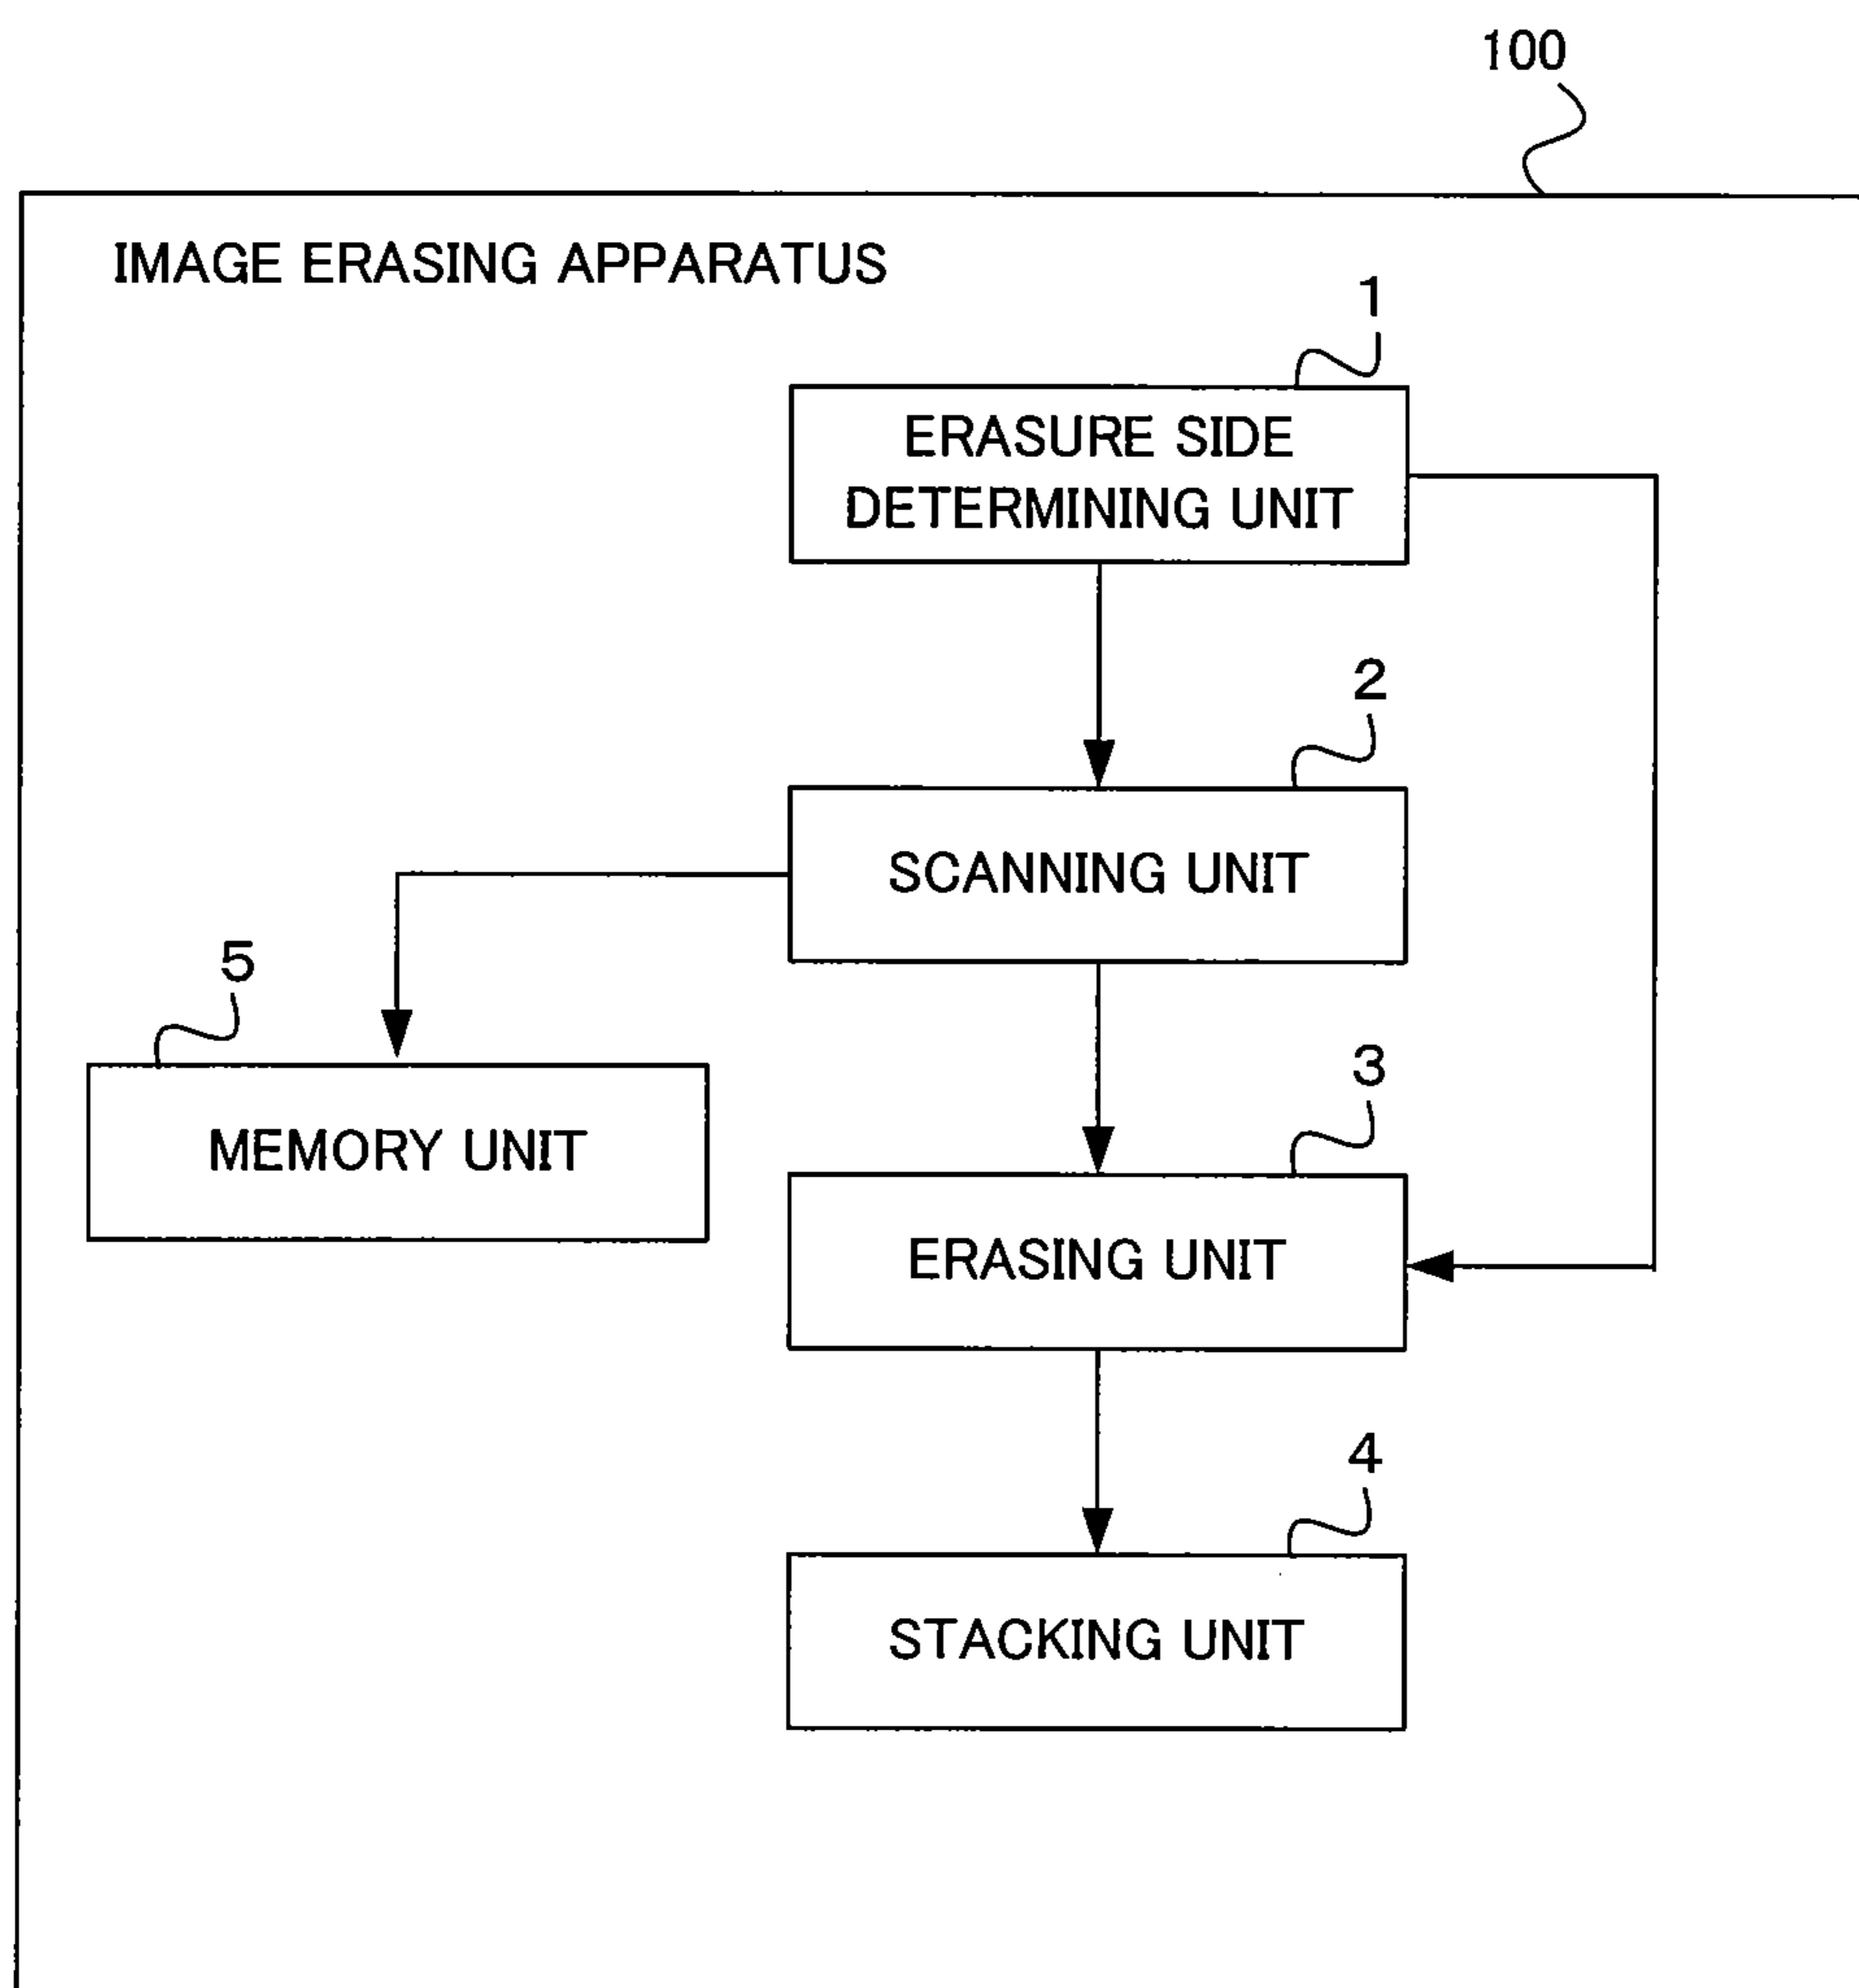 100
IMAGE ERASING APPARATUS
1
ERASURE SIDE
DETERMINING UNIT
2
SCANNING UNIT
5
MEMORY UNIT
3
ERASING UNIT
4
STACKING UNIT